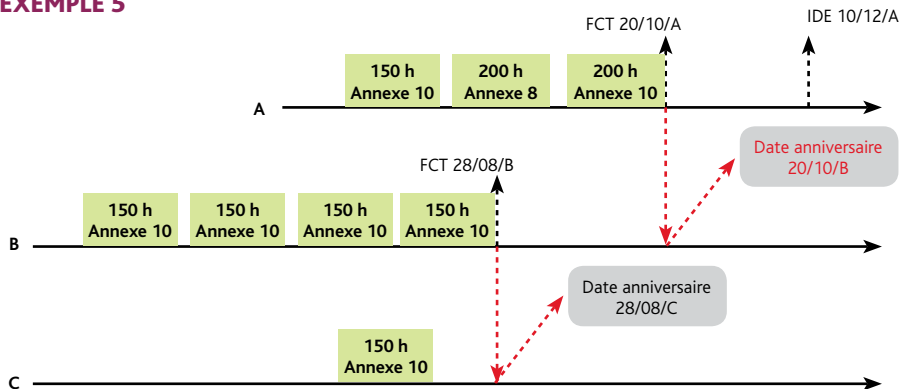 EXEMPLE 5
FCT 20/10/A
IDE 10/12/A
150 h
Annexe 10
200 h
Annexe 8
200 h
Annexe 10
A
Date anniversaire
20/10/B
FCT 28/08/B
150 h
Annexe 10
150 h
Annexe 10
150 h
Annexe 10
150 h
Annexe 10
B
Date anniversaire
28/08/C
150 h
Annexe 10
C